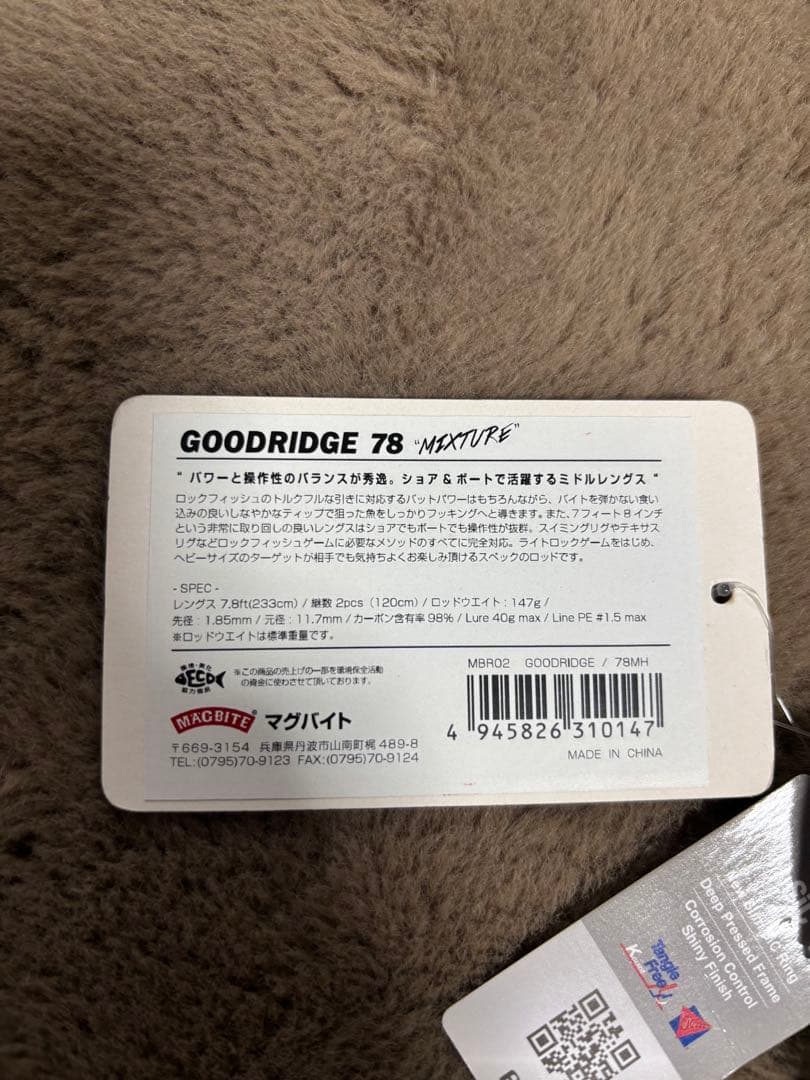 GOODRIDGE 78 "MIXTURE"
" パワーと操作性のバランスが秀逸。ショア＆ボートで活躍するミドルレングス "
ロックフィッシュのトルクフルな引きに対応するバットパワーはもちろんながら、バイトを弾かない食い
込みの良いしなやかなティップで狙った魚をしっかりフッキングへと導きます。また、7フィート8インチ
という非常に取り回しの良いレングスはショアでもボートでも操作性が抜群。スイミングリグやテキサス
リグなどロックフィッシュゲームに必要なメソッドのすべてに完全対応。ライトロックゲームをはじめ、
ヘビーサイズのターゲットが相手でも気持ちよくお楽しみ頂けるスペックのロッドです。
- SPEC -
レングス 7.8ft(233cm) / 継数 2pcs（120cm）/ ロッドウエイト : 147g /
先径 : 1.85mm / 元径 : 11.7mm / カーボン含有率 98% / Lure 40g max / Line PE #1.5 max
※ロッドウエイトは標準重量です。
ECO
※この商品の売上げの一部を環境保全活動
の資金に使わさせて頂いております。
MAGBITE® マグバイト
〒669-3154 兵庫県丹波市山南町梶 489-8
TEL:(0795)70-9123 FAX:(0795)70-9124
MBR02 GOODRIDGE / 78MH
4 945826 310147
MADE IN CHINA
Ring
Deep Pressed Frame
Corrosion Control
Shiny Finish
Tangle
Free
K